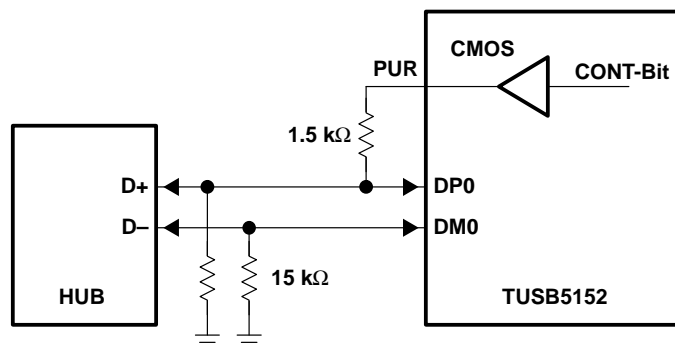 CMOS
PUR
CONT-Bit
1.5 kΩ
D+
DP0
D–
DM0
15 kΩ
HUB
TUSB5152